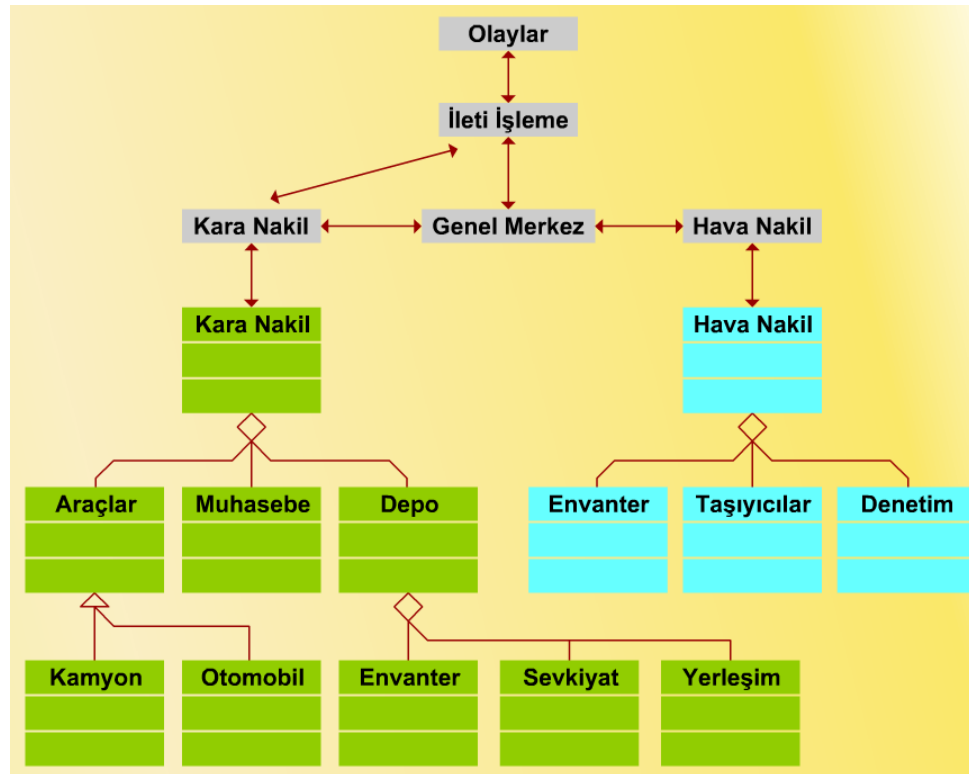 Olaylar
İleti İşleme
Kara Nakil
Genel Merkez
Hava Nakil
Kara Nakil
Hava Nakil
Araçlar
Muhasebe
Depo
Envanter
Taşıyıcılar
Denetim
Kamyon
Otomobil
Envanter
Sevkiyat
Yerleşim